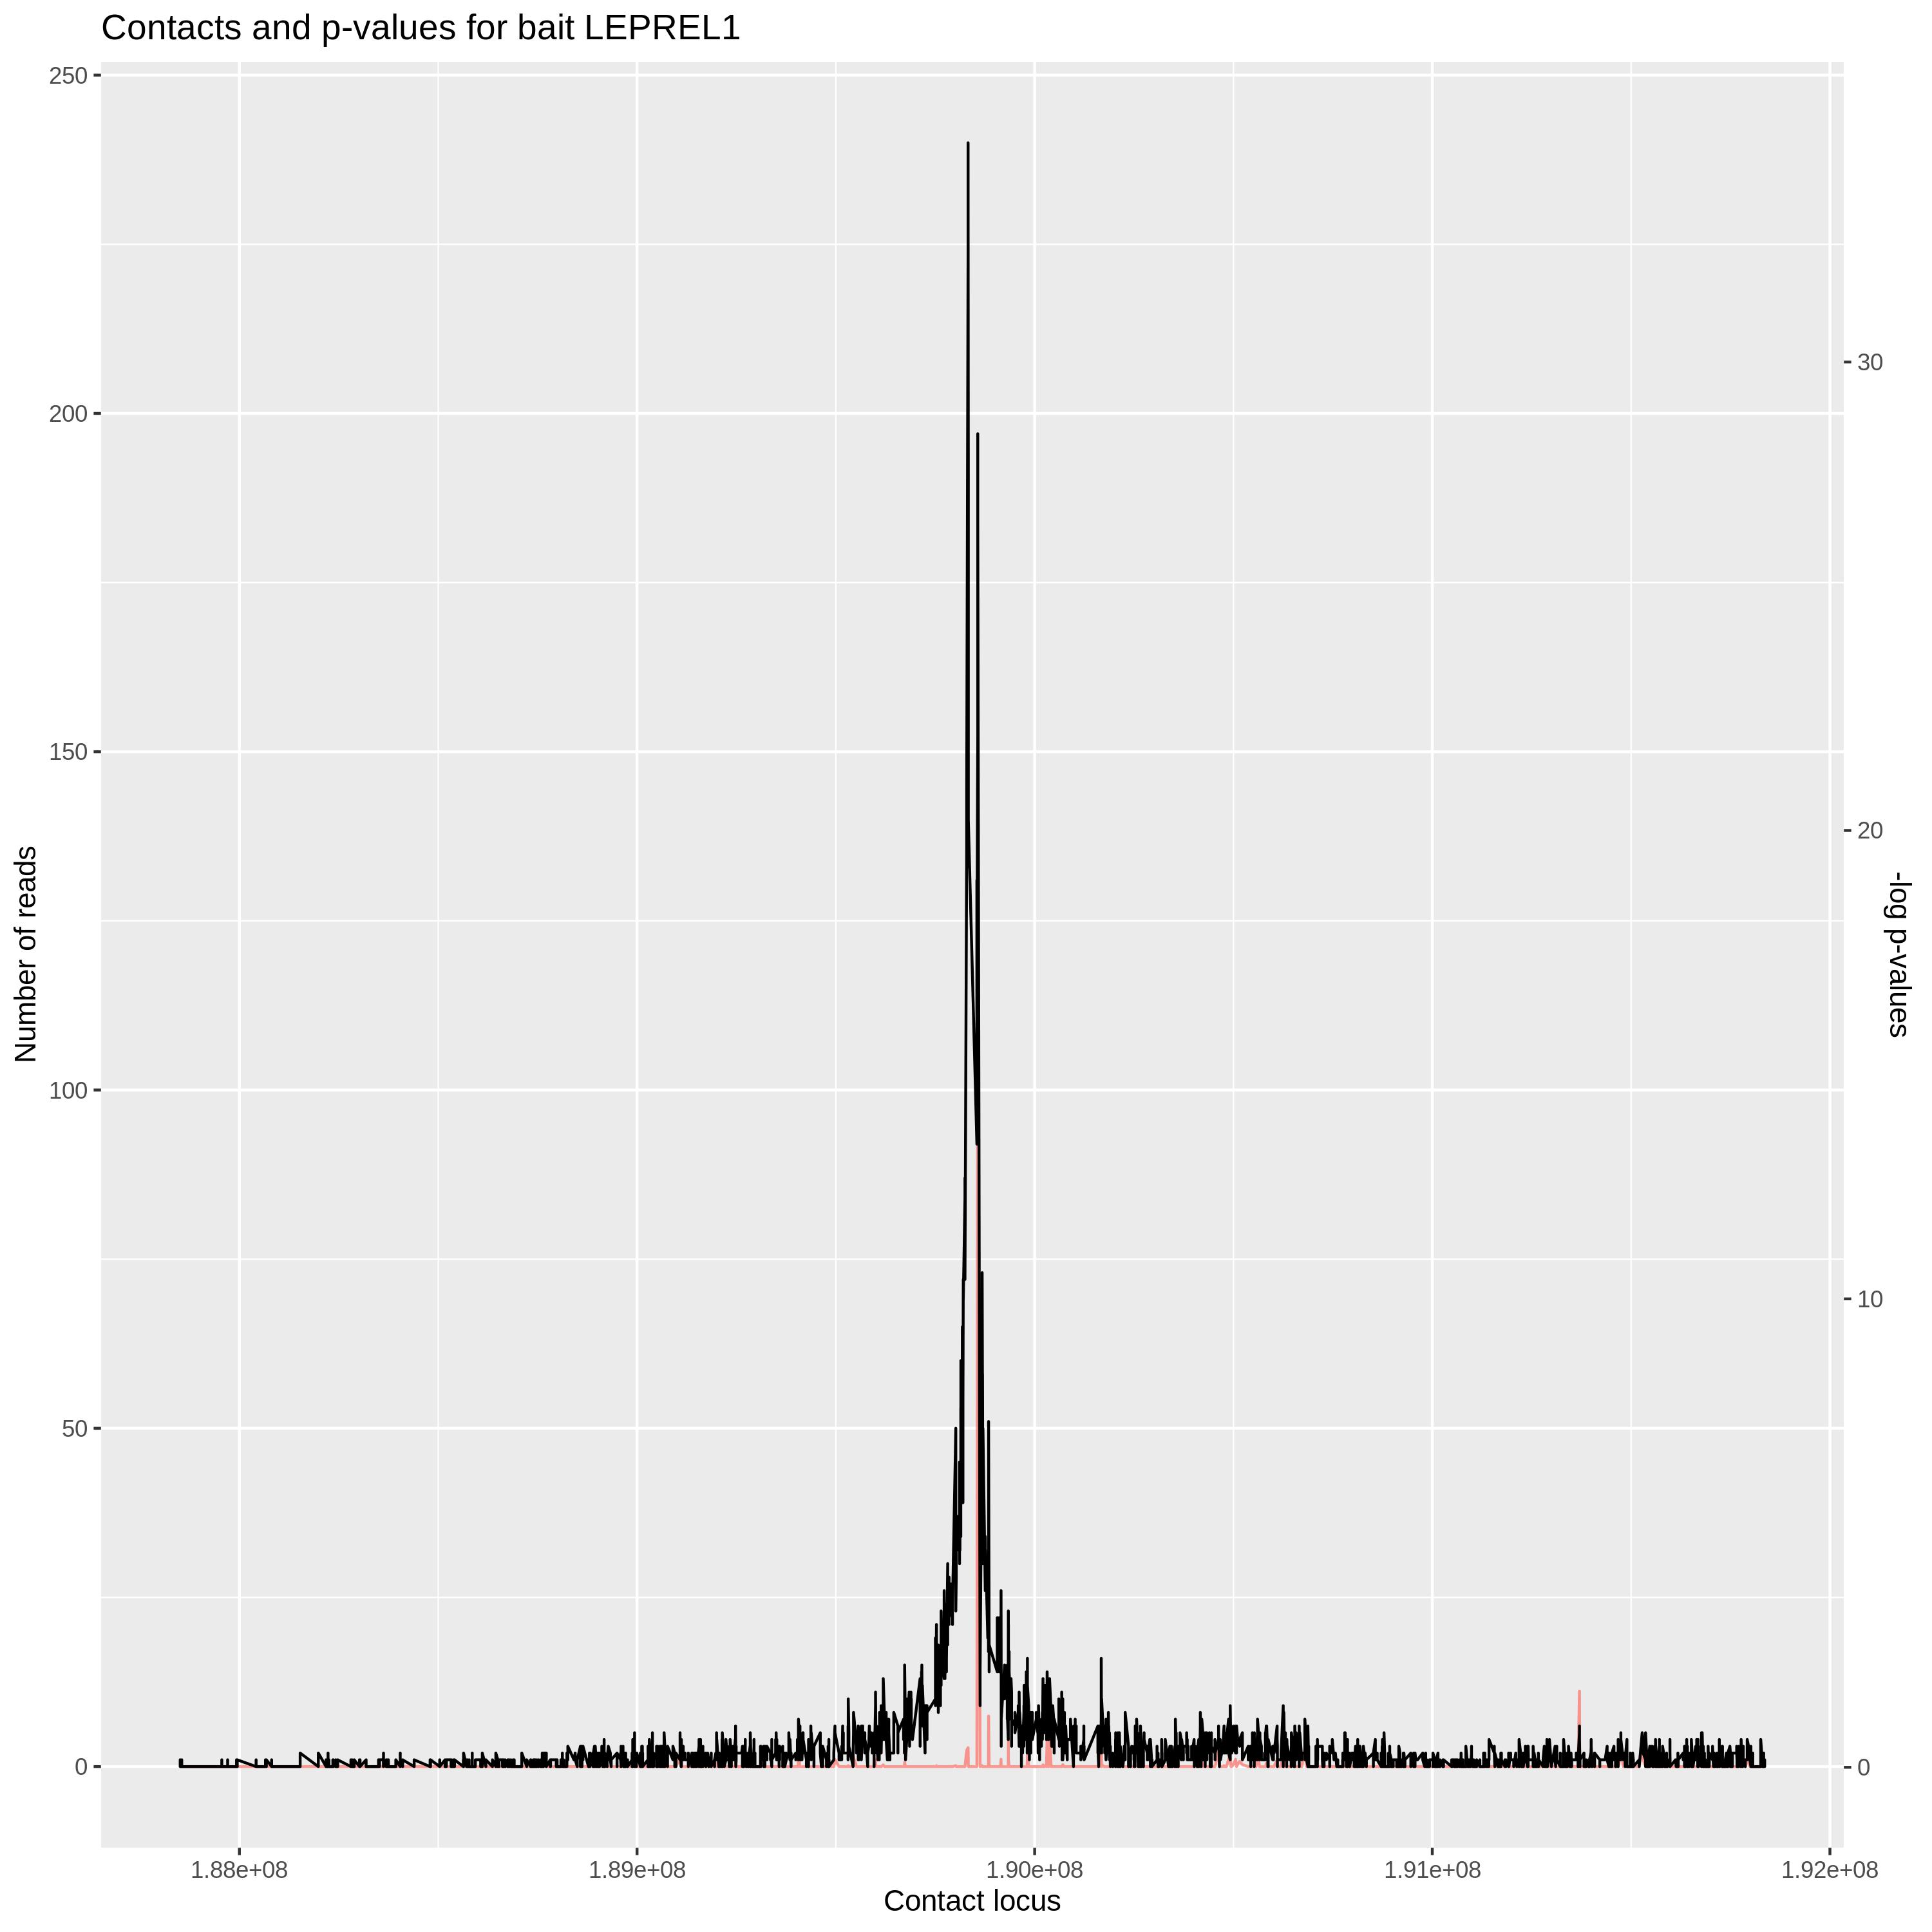 Contacts and p-values for bait LEPREL1
250
200
150
100
50
0
Number of reads
30
20
10
0
-log p-values
1.88e+08 1.89e+08 1.90e+08 1.91e+08 1.92e+08
Contact locus